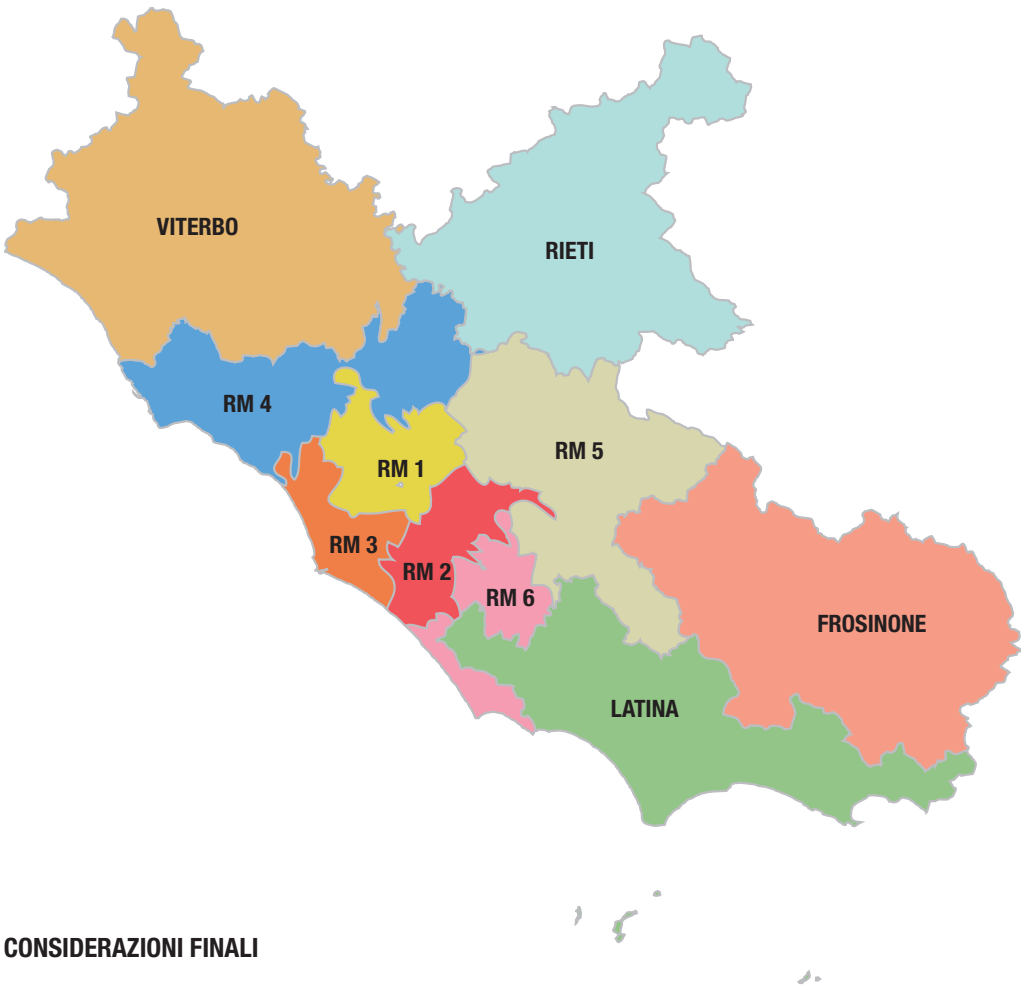 VITERBO
RIETI
RM 4
RM 5
RM 1
RM 3
RM 2
RM 6
FROSINONE
LATINA
CONSIDERAZIONI FINALI